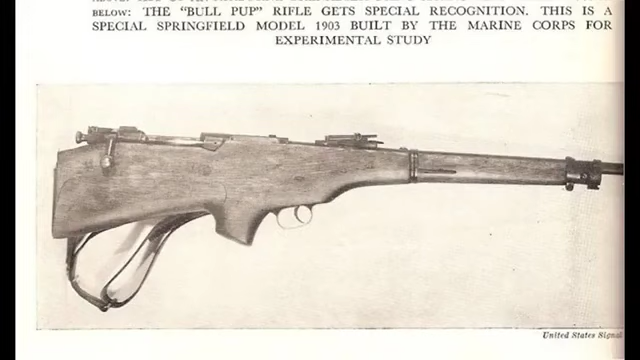 BELOW: THE “BULL PUP” RIFLE GETS SPECIAL RECOGNITION. THIS IS A
SPECIAL SPRINGFIELD MODEL 1903 BUILT BY THE MARINE CORPS FOR
EXPERIMENTAL STUDY
United States Signal